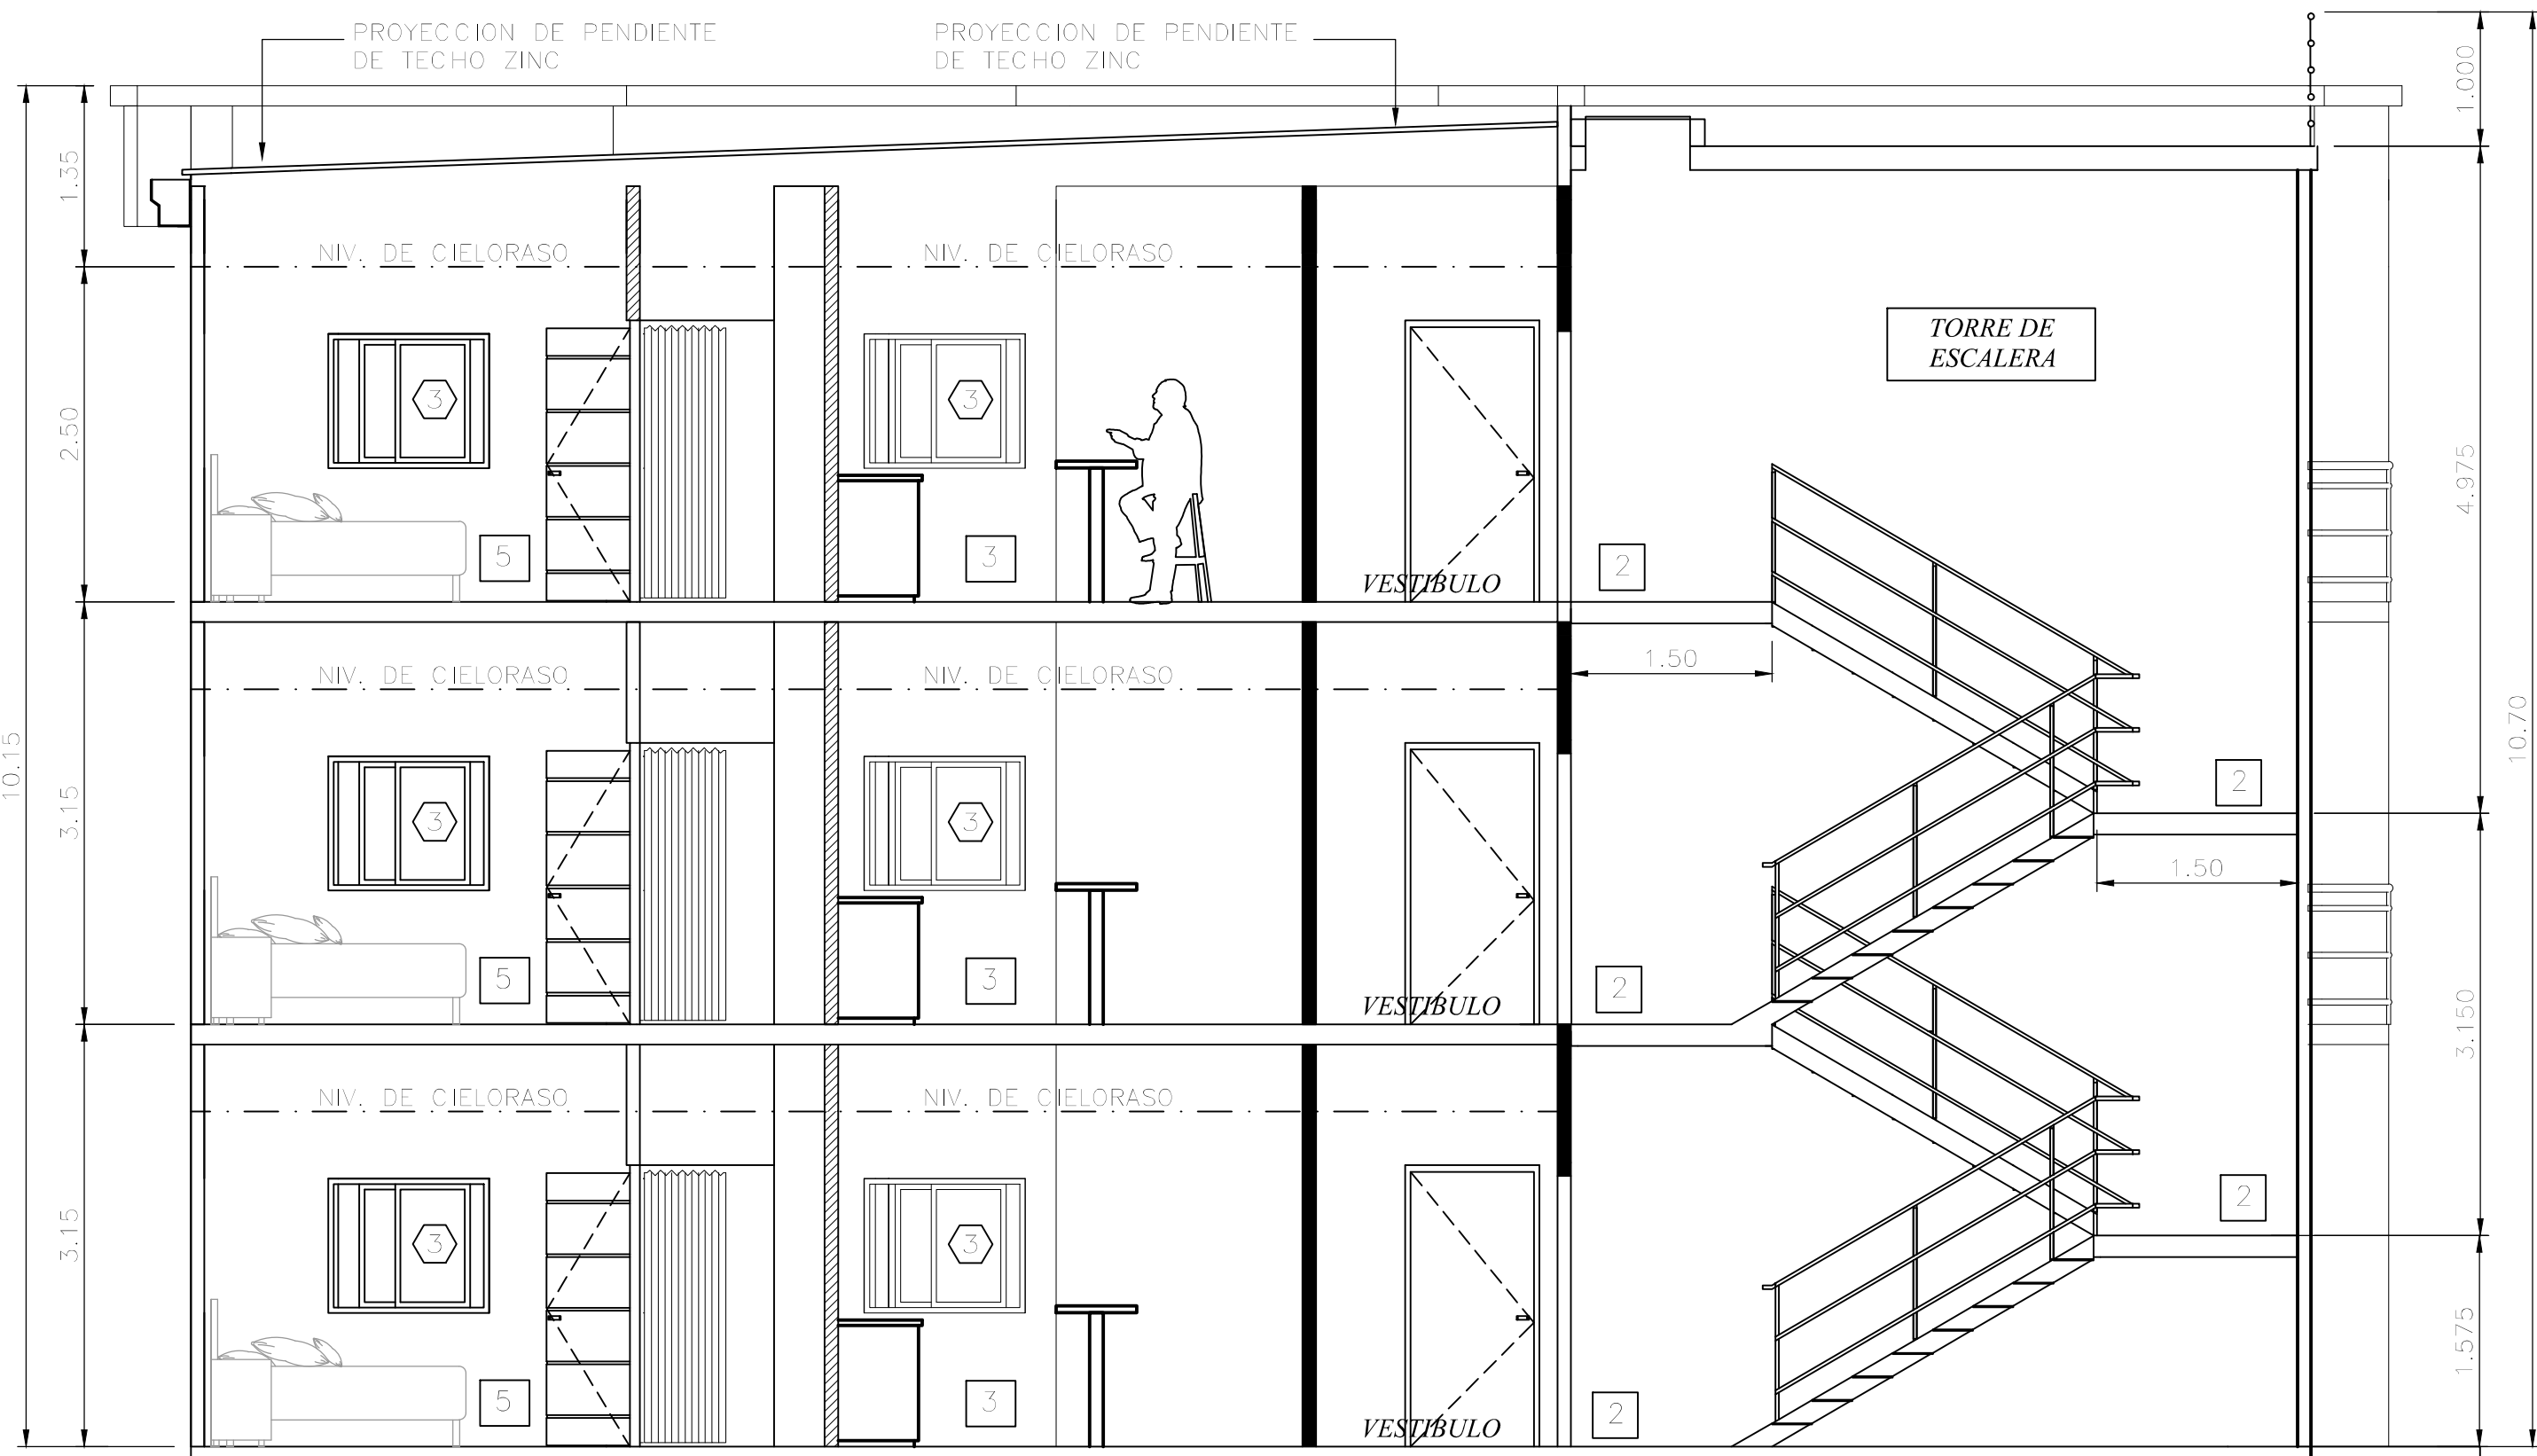 PROYECCION DE PENDIENTE
DE TECHO ZINC
PROYECCION DE PENDIENTE
DE TECHO ZINC
1.000
1.35
NIV. DE CIELORASO
NIV. DE CIELORASO
TORRE DE
ESCALERA
3
3
2.50
4.975
5
3
2
VESTIBULO
NIV. DE CIELORASO
NIV. DE CIELORASO
1.50
10.15
10.70
3.15
3
3
2
1.50
5
3
2
VESTIBULO
3.150
NIV. DE CIELORASO
NIV. DE CIELORASO
3.15
3
3
2
1.575
5
3
2
VESTIBULO